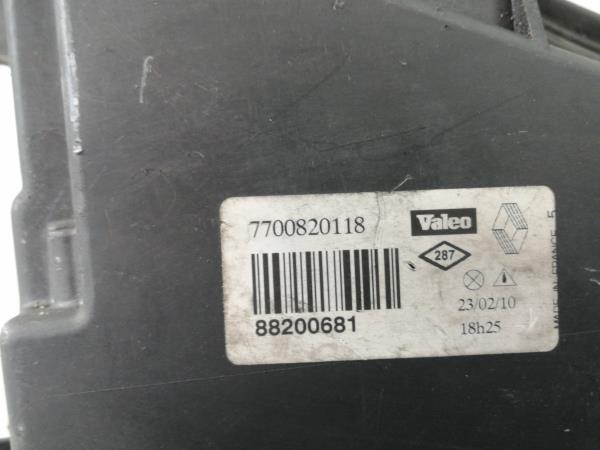 7700820118
Valeo
287
88200681
23/02/10
18h25
MADE IN FRANCE 5